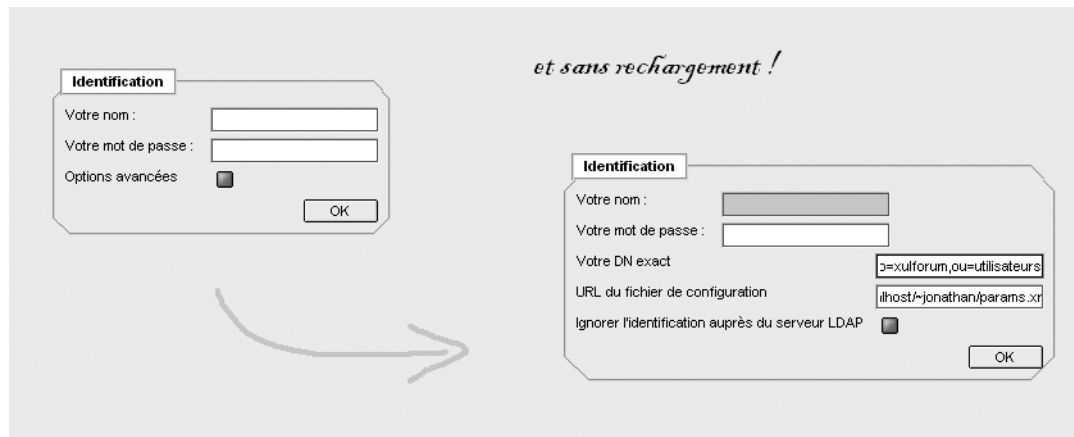 et sans rechargement !
Identification
Votre nom :
Votre mot de passe :
Options avancées
OK
Identification
Votre nom :
Votre mot de passe :
Votre DN exact
=xulforum,ou=utilisateurs
URL du fichier de configuration
lhost/~jonathan/params.x
Ignorer l'identification auprès du serveur LDAP
OK